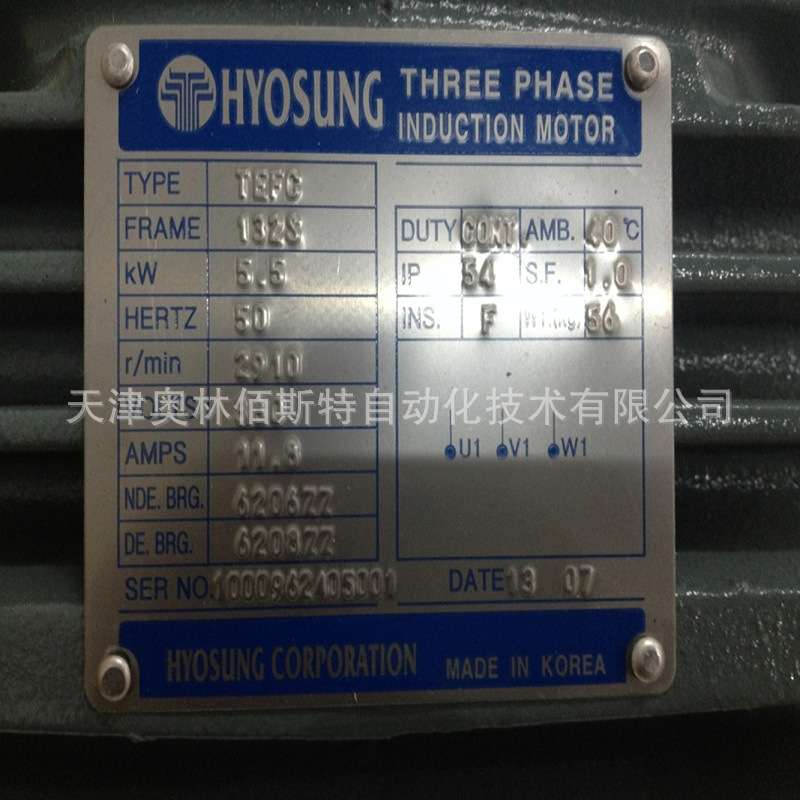 HYOSUNG THREE PHASE
INDUCTION MOTOR
TYPE TEFC
FRAME 132S DUTY CONT. AMB. 40 °C
kW 5.5 IP 54 S.F. 1.0
HERTZ 50 INS. F WT.(kg) 56
r/min 2910
天津奥林佰斯特自动化技术有限公司
AMPS 11.8
U1 V1 W1
NDE. BRG. 6206ZZ
DE. BRG. 6208ZZ
SER NO. DATE 13 07
HYOSUNG CORPORATION MADE IN KOREA